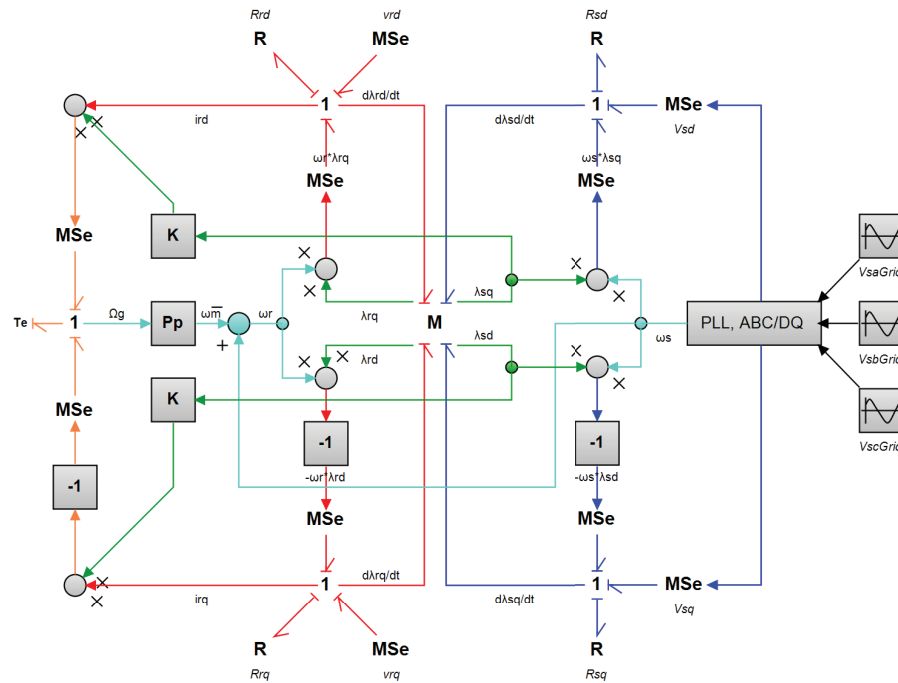 Rrd
vrd
Rsd
R
MSe
R
1
dλrd/dt
1
MSe
ird
dλsd/dt
Vsd
×
×
ωr*λrq
ωs*λsq
MSe
MSe
MSe
K
×
×
×
×
VsaGrid
Te
1
Ωg
Pp
ωm
−
+
ωr
λrq
M
λsq
λrd
λsd
ωs
PLL, ABC/DQ
VsbGrid
×
×
×
×
MSe
K
-1
-1
VscGrid
-1
-ωr*λrd
-ωs*λsd
MSe
MSe
×
×
irq
1
dλrq/dt
dλsq/dt
1
MSe
Vsq
R
MSe
R
Rrq
vrq
Rsq